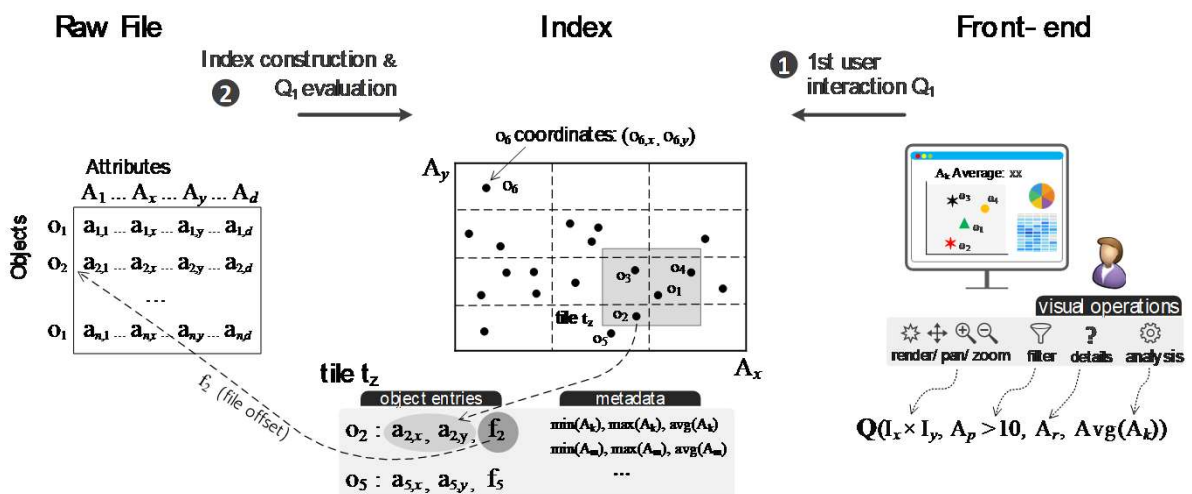 Raw File
Index
Front-end
Index construction &
2
Q1 evaluation
1
1st user
interaction Q1
o6 coordinates: (o6,x, o6,y)
Attributes
A1 ... Ax ... Ay ... Ad
Objects
o1 a1,1 ... a1,x ... a1,y ... a1,d
o2 a2,1 ... a2,x ... a2,y ... a2,d
...
o1 an,1 ... an,x ... an,y ... an,d
f2 (file offset)
Ay
o6
o3
o4
o1
o2
tile tz
o5
Ax
Ak Average: xx
o3
o4
o1
o2
visual operations
?
render/ pan/ zoom
filter
details
analysis
Q(Ix × Iy, Ap >10, Ar, Avg(Ak))
tile tz
object entries
metadata
o2 : a2,x, a2,y, f2
min(Ak), max(Ak), avg(Ak)
min(Am), max(Am), avg(Am)
o5 : a5,x, a5,y, f5
...